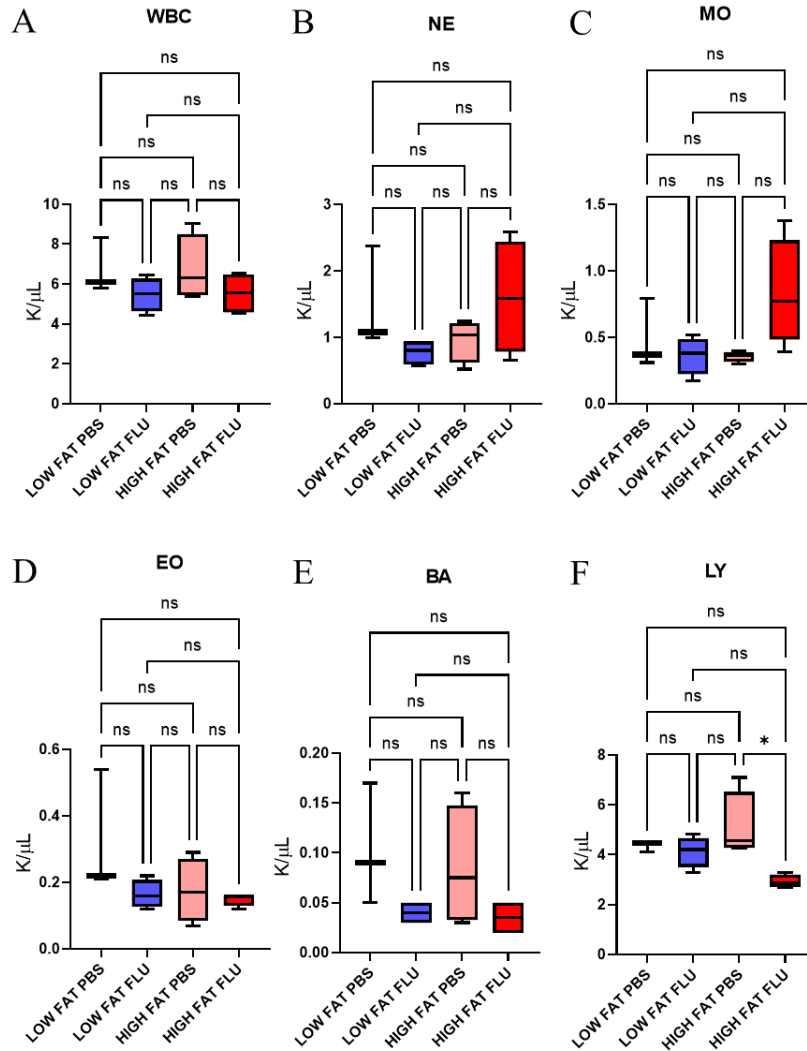 A
WBC
ns
ns
ns
ns
ns
ns
K/μL
10
8
6
4
2
0
LOW FAT PBS
LOW FAT FLU
HIGH FAT PBS
HIGH FAT FLU
B
NE
ns
ns
ns
ns
ns
ns
K/μL
3
2
1
0
LOW FAT PBS
LOW FAT FLU
HIGH FAT PBS
HIGH FAT FLU
C
MO
ns
ns
ns
ns
ns
ns
K/μL
1.5
1.0
0.5
0.0
LOW FAT PBS
LOW FAT FLU
HIGH FAT PBS
HIGH FAT FLU
D
EO
ns
ns
ns
ns
ns
ns
K/μL
0.6
0.4
0.2
0.0
LOW FAT PBS
LOW FAT FLU
HIGH FAT PBS
HIGH FAT FLU
E
BA
ns
ns
ns
ns
ns
ns
K/μL
0.20
0.15
0.10
0.05
0.00
LOW FAT PBS
LOW FAT FLU
HIGH FAT PBS
HIGH FAT FLU
F
LY
ns
ns
ns
ns
ns
*
K/μL
8
6
4
2
0
LOW FAT PBS
LOW FAT FLU
HIGH FAT PBS
HIGH FAT FLU